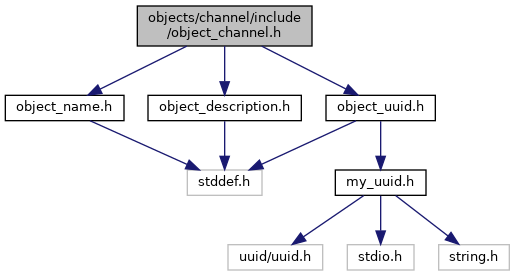 objects/channel/include
/object_channel.h
object_name.h
object_description.h
object_uuid.h
stddef.h
my_uuid.h
uuid/uuid.h
stdio.h
string.h